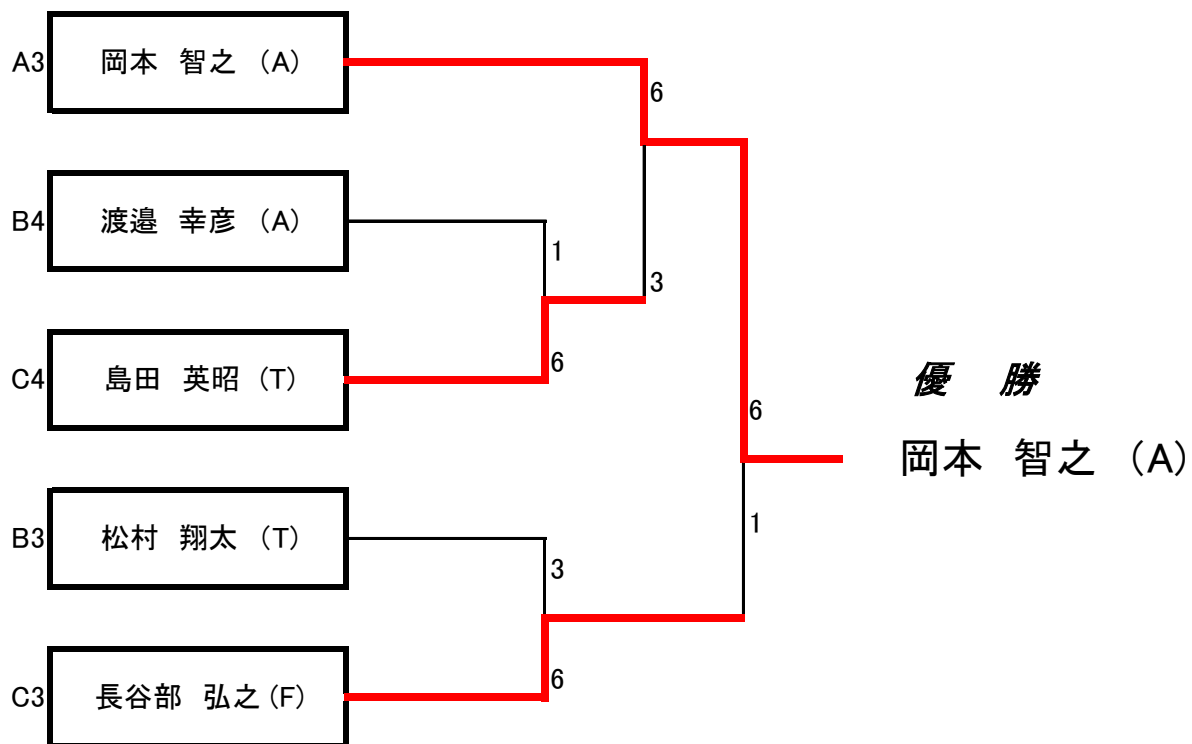 A3 岡本 智之 (A)
6
B4 渡邉 幸彦 (A)
1
3
C4 島田 英昭 (T)
6
優 勝
6
岡本 智之 (A)
B3 松村 翔太 (T)
1
3
C3 長谷部 弘之 (F)
6